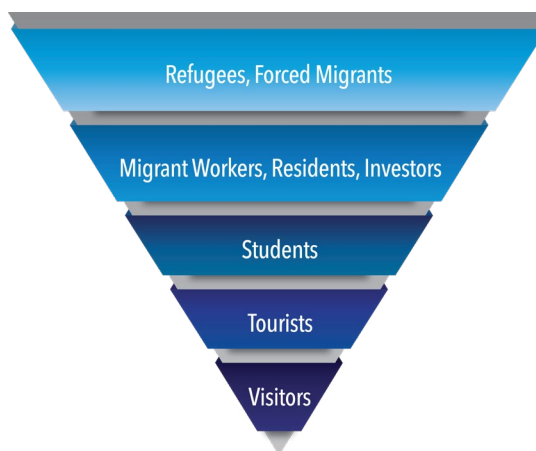 Refugees, Forced Migrants
Migrant Workers, Residents, Investors
Students
Tourists
Visitors